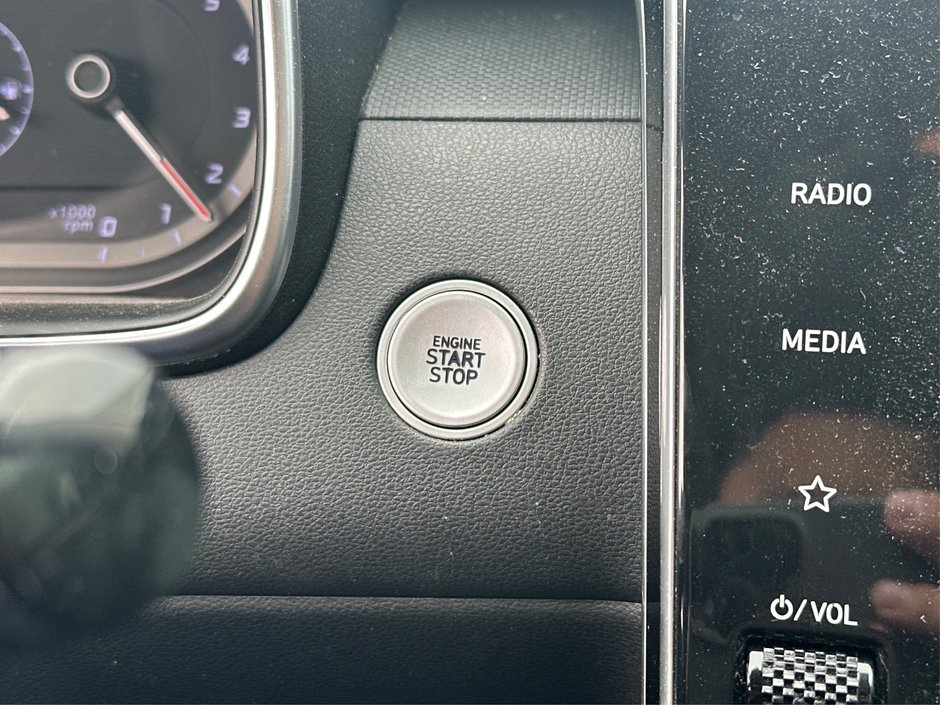 5
4
3
2
1
0
x1000
rpm
ENGINE
START
STOP
RADIO
MEDIA
/VOL